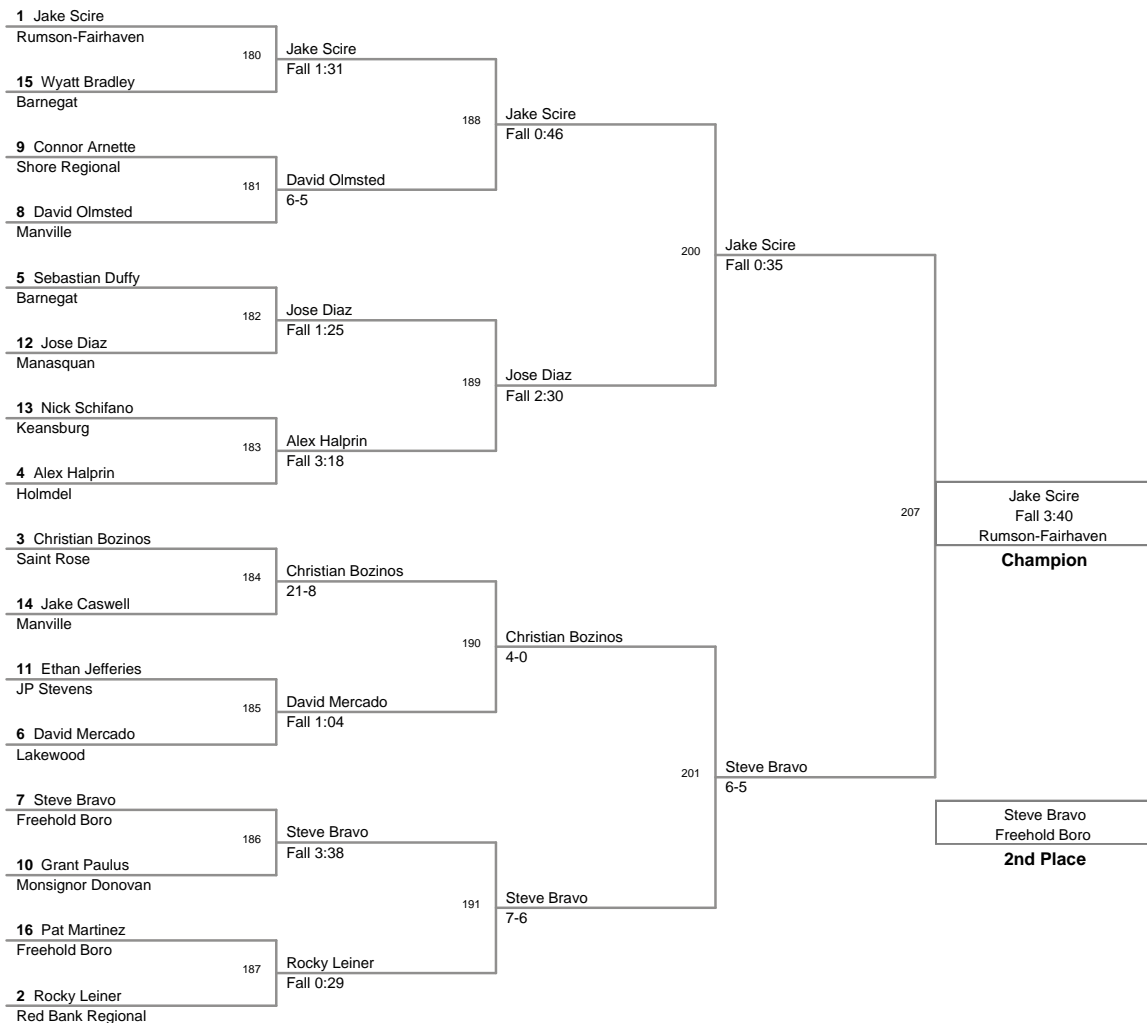 1 Jake Scire
Rumson-Fairhaven
180
15 Wyatt Bradley
Barnegat
Jake Scire
Fall 1:31
9 Connor Arnette
Shore Regional
181
8 David Olmsted
Manville
David Olmsted
6-5
188
Jake Scire
Fall 0:46
5 Sebastian Duffy
Barnegat
182
12 Jose Diaz
Manasquan
Jose Diaz
Fall 1:25
13 Nick Schifano
Keansburg
183
4 Alex Halprin
Holmdel
Alex Halprin
Fall 3:18
189
Jose Diaz
Fall 2:30
200
Jake Scire
Fall 0:35
3 Christian Bozinos
Saint Rose
184
14 Jake Caswell
Manville
Christian Bozinos
21-8
11 Ethan Jefferies
JP Stevens
185
6 David Mercado
Lakewood
David Mercado
Fall 1:04
190
Christian Bozinos
4-0
7 Steve Bravo
Freehold Boro
186
10 Grant Paulus
Monsignor Donovan
Steve Bravo
Fall 3:38
16 Pat Martinez
Freehold Boro
187
2 Rocky Leiner
Red Bank Regional
Rocky Leiner
Fall 0:29
191
Steve Bravo
7-6
201
Steve Bravo
6-5
207
Jake Scire
Fall 3:40
Rumson-Fairhaven
Champion
Steve Bravo
Freehold Boro
2nd Place